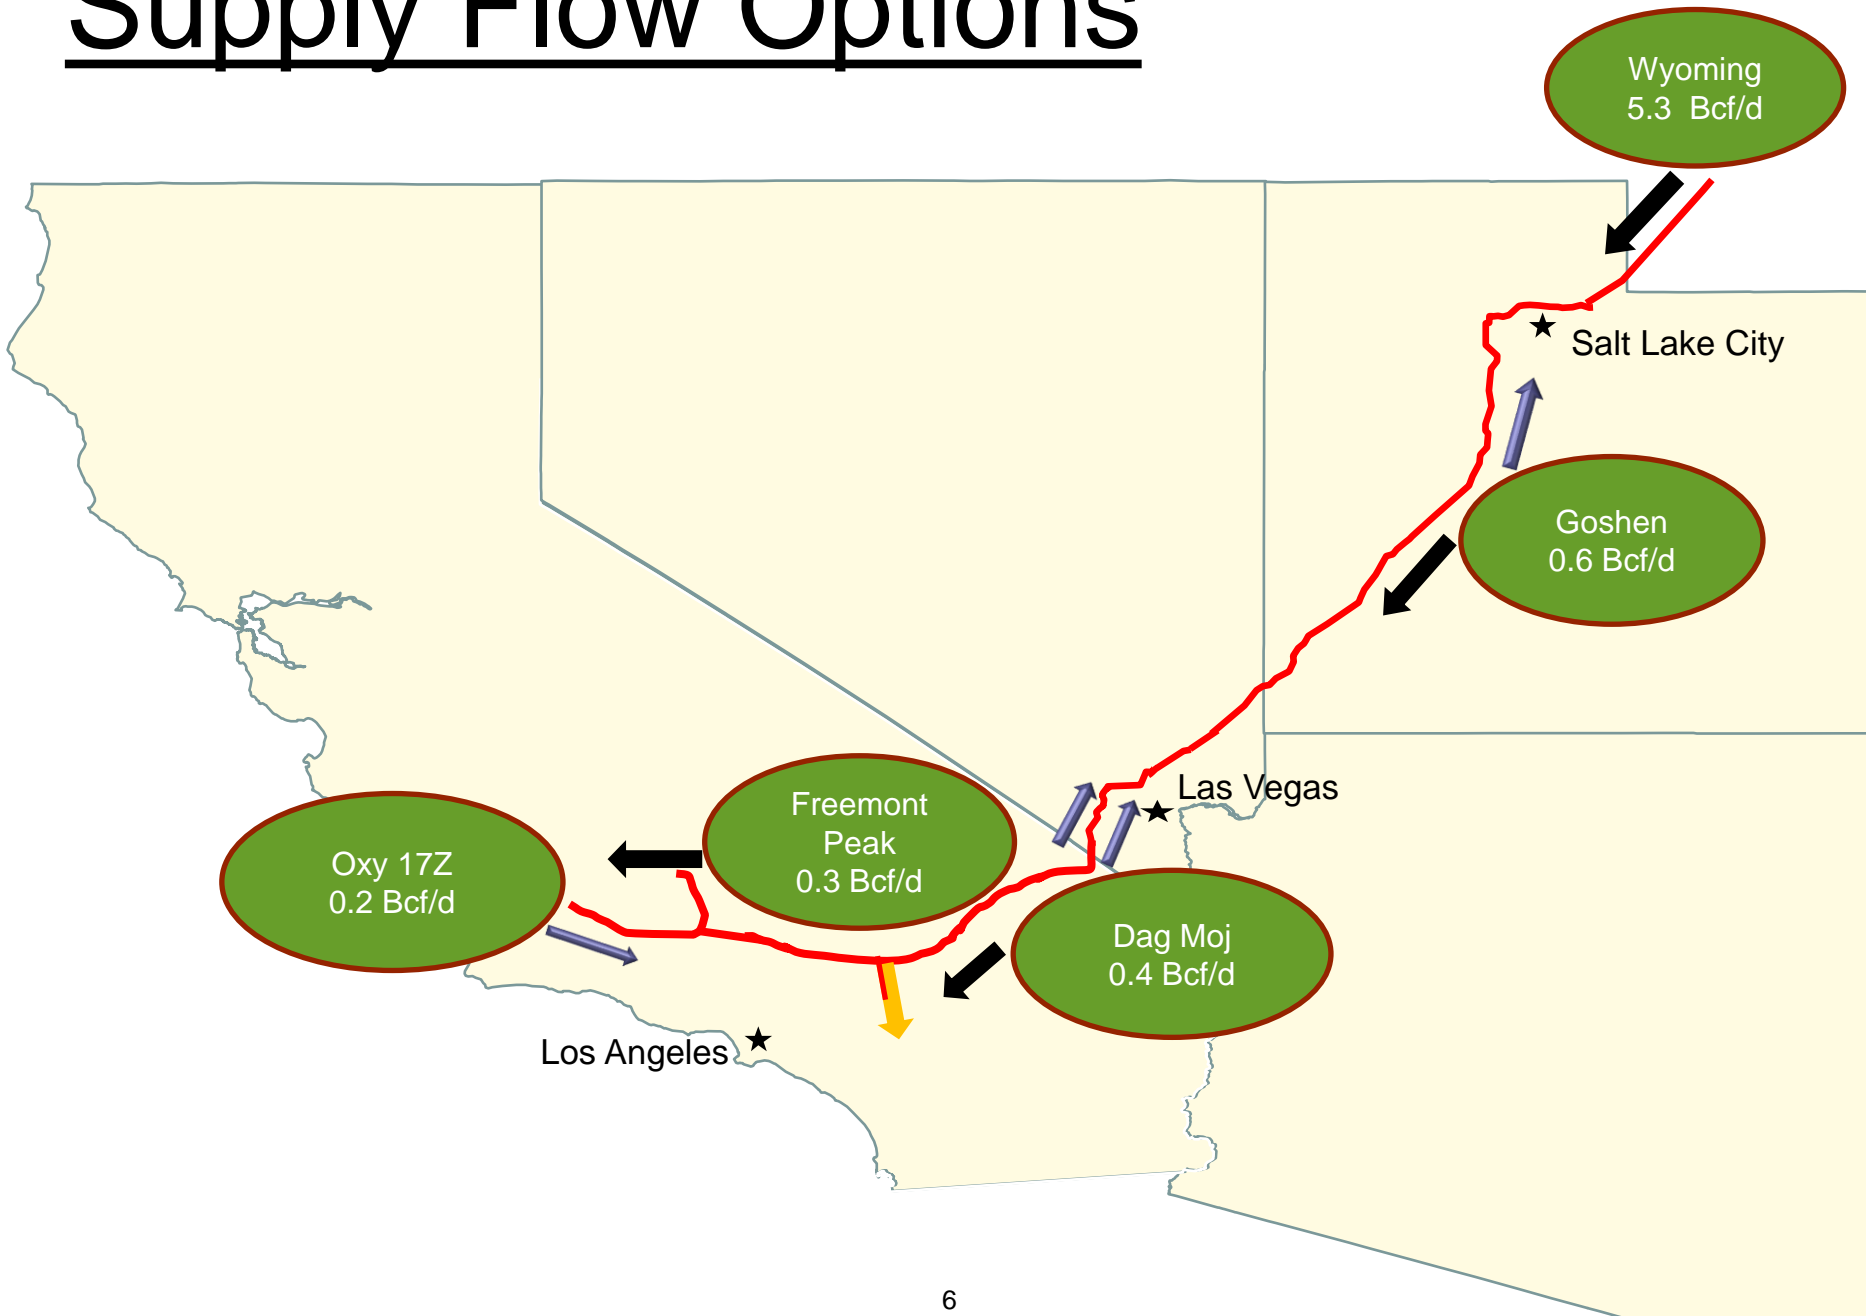 Supply Flow Options
Wyoming
5.3 Bcf/d
Salt Lake City
Goshen
0.6 Bcf/d
Las Vegas
Freemont
Peak
0.3 Bcf/d
Oxy 17Z
0.2 Bcf/d
Dag Moj
0.4 Bcf/d
Los Angeles
6